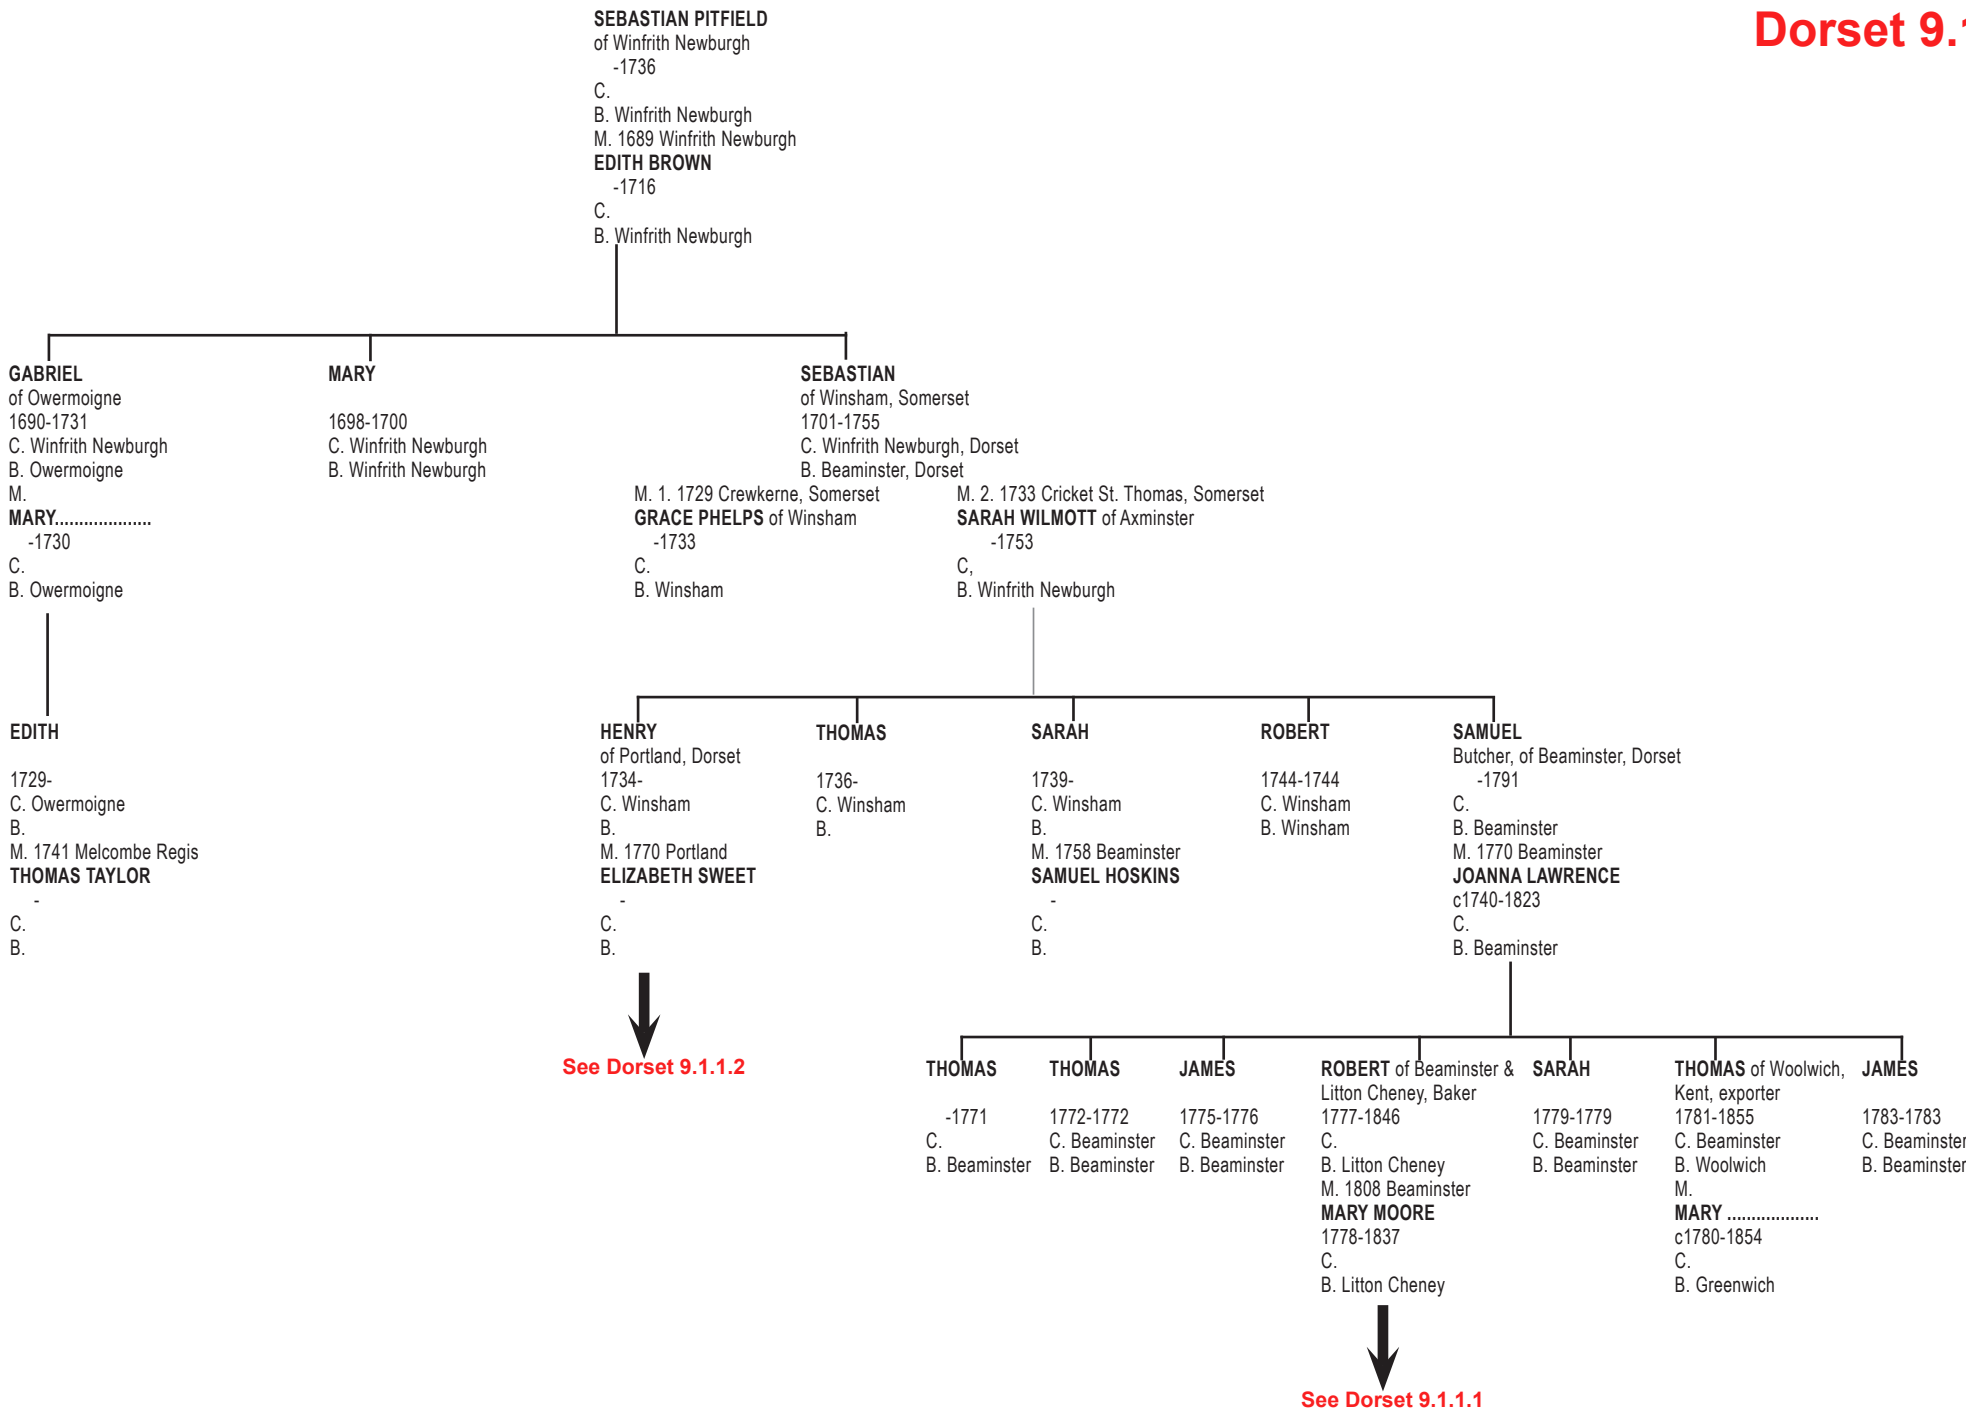 Dorset 9.1
SEBASTIAN PITFIELD
of Winfrith Newburgh
-1736
C.
B. Winfrith Newburgh
M. 1689 Winfrith Newburgh
EDITH BROWN
-1716
C.
B. Winfrith Newburgh
GABRIEL
of Owermoigne
1690-1731
C. Winfrith Newburgh
B. Owermoigne
M.
MARY....................
-1730
C.
B. Owermoigne
MARY
1698-1700
C. Winfrith Newburgh
B. Winfrith Newburgh
SEBASTIAN
of Winsham, Somerset
1701-1755
C. Winfrith Newburgh, Dorset
B. Beaminster, Dorset
M. 1. 1729 Crewkerne, Somerset
GRACE PHELPS of Winsham
-1733
C.
B. Winsham
M. 2. 1733 Cricket St. Thomas, Somerset
SARAH WILMOTT of Axminster
-1753
C,
B. Winfrith Newburgh
EDITH
1729-
C. Owermoigne
B.
M. 1741 Melcombe Regis
THOMAS TAYLOR
-
C.
B.
HENRY
of Portland, Dorset
1734-
C. Winsham
B.
M. 1770 Portland
ELIZABETH SWEET
-
C.
B.
See Dorset 9.1.1.2
THOMAS
1736-
C. Winsham
B.
SARAH
1739-
C. Winsham
B.
M. 1758 Beaminster
SAMUEL HOSKINS
-
C.
B.
ROBERT
1744-1744
C. Winsham
B. Winsham
SAMUEL
Butcher, of Beaminster, Dorset
-1791
C.
B. Beaminster
M. 1770 Beaminster
JOANNA LAWRENCE
c1740-1823
C.
B. Beaminster
THOMAS
-1771
C.
B. Beaminster
THOMAS
1772-1772
C. Beaminster
B. Beaminster
JAMES
1775-1776
C. Beaminster
B. Beaminster
ROBERT of Beaminster &
Litton Cheney, Baker
1777-1846
C.
B. Litton Cheney
M. 1808 Beaminster
MARY MOORE
1778-1837
C.
B. Litton Cheney
See Dorset 9.1.1.1
SARAH
1779-1779
C. Beaminster
B. Beaminster
THOMAS of Woolwich,
Kent, exporter
1781-1855
C. Beaminster
B. Woolwich
M.
MARY ...................
c1780-1854
C.
B. Greenwich
JAMES
1783-1783
C. Beaminster
B. Beaminster